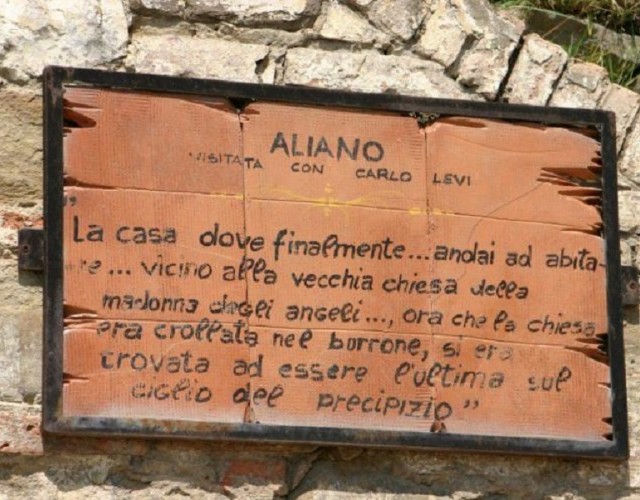 ALIANO
VISITATA CON CARLO LEVI
"La casa dove finalmente...andai ad abita-
re... vicino alla vecchia chiesa della
madonna degli angeli..., ora che la chiesa
era crollata nel burrone, si era
trovata ad essere l'ultima sul
ciglio del precipizio"